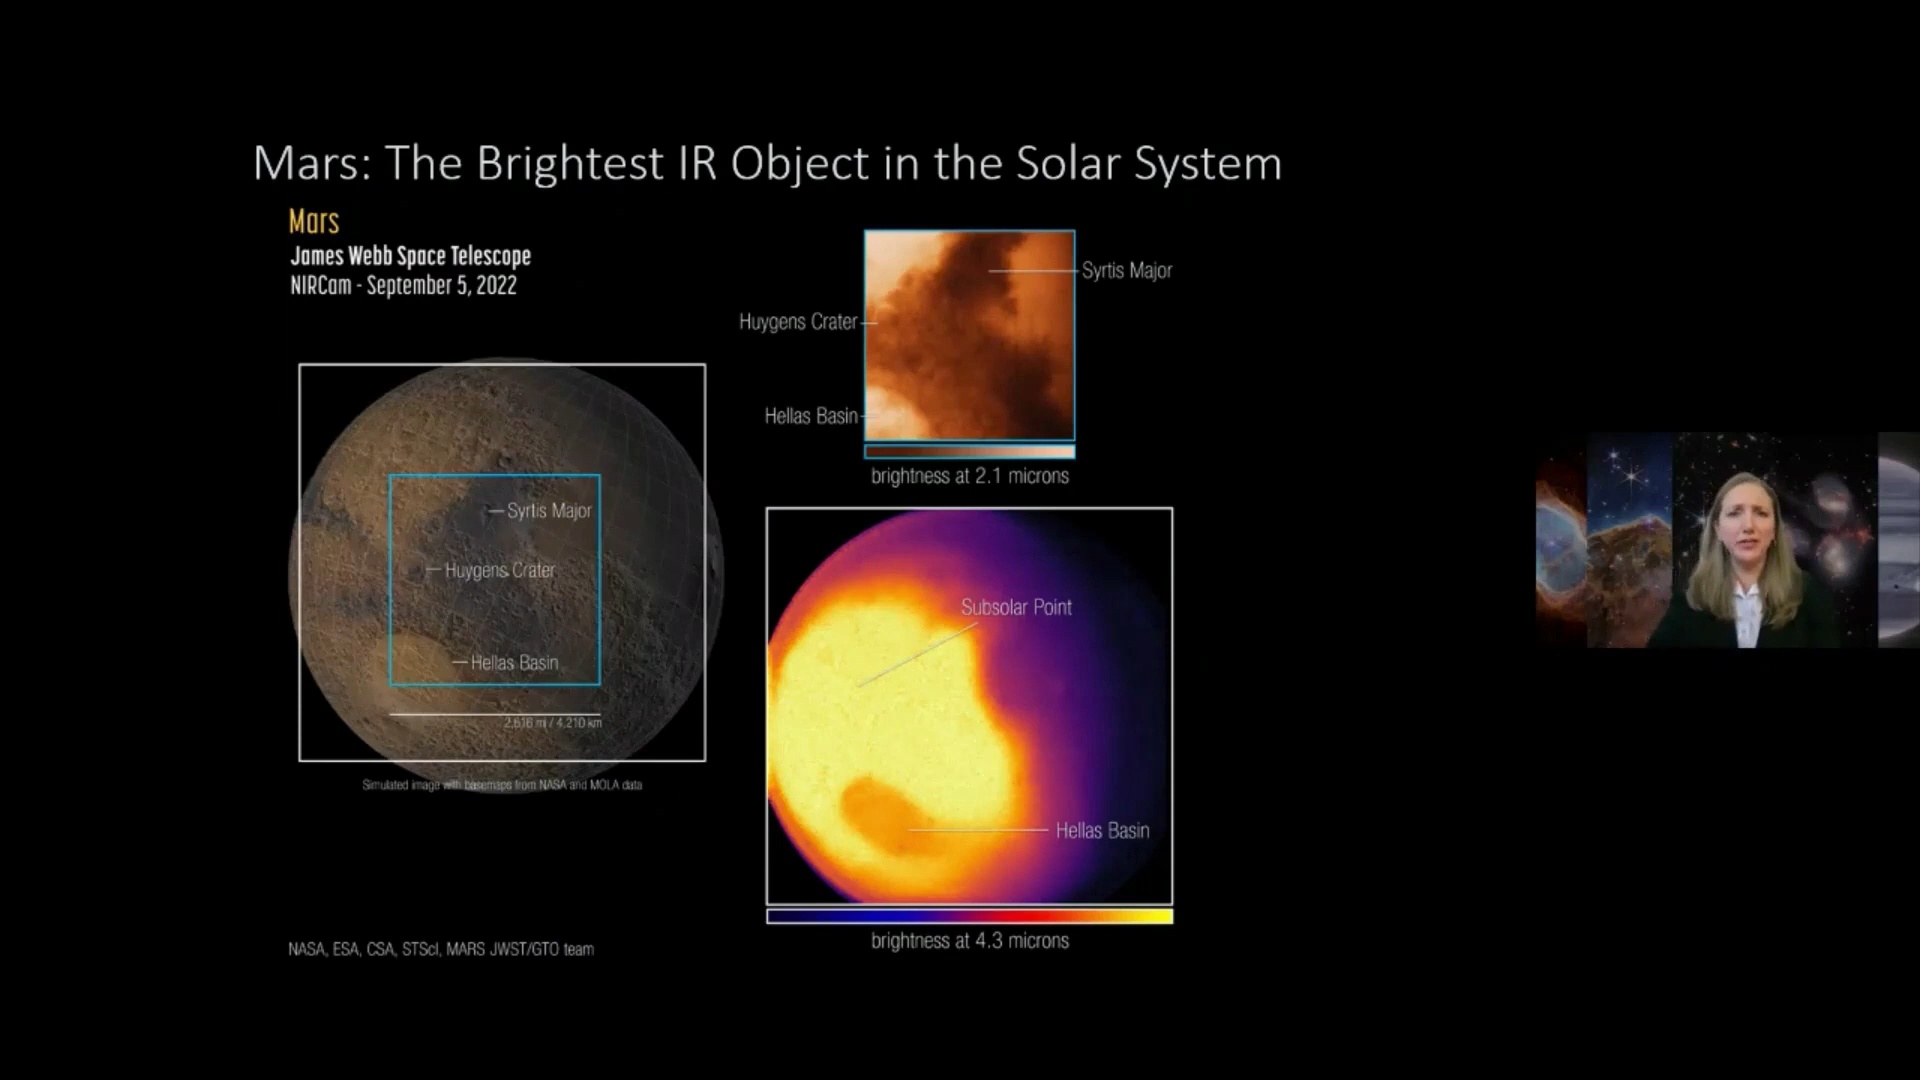 Mars: The Brightest IR Object in the Solar System
Mars
James Webb Space Telescope
NIRCam - September 5, 2022
Syrtis Major
Huygens Crater
Hellas Basin
2,616 mi / 4,210 km
Simulated image with basemaps from NASA and MOLA data
Syrtis Major
Huygens Crater
Hellas Basin
brightness at 2.1 microns
Subsolar Point
Hellas Basin
brightness at 4.3 microns
NASA, ESA, CSA, STScI, MARS JWST/GTO team